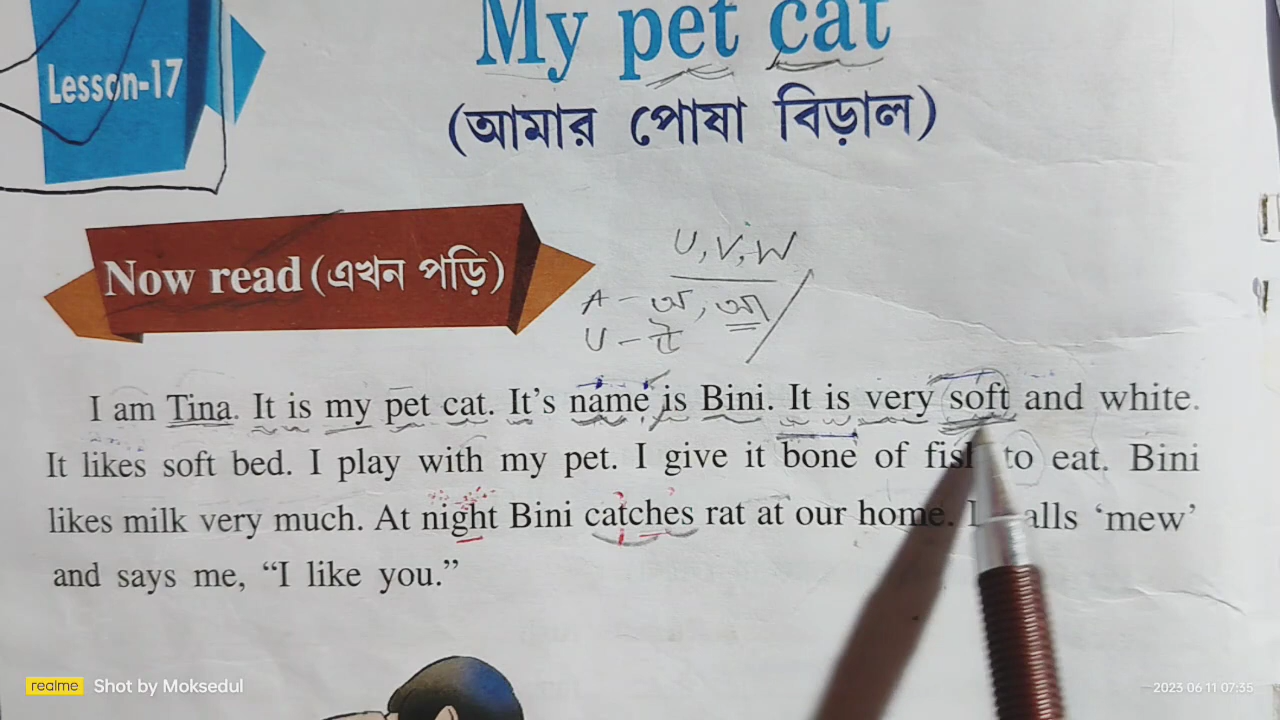 My pet cat
Lesson-17
(আমার পোষা বিড়াল)
Now read (এখন পড়ি)
U, V, W
A - অ, আ
U -
I am Tina. It is my pet cat. It's name is Bini. It is very soft and white.
It likes soft bed. I play with my pet. I give it bone of fish to eat. Bini
likes milk very much. At night Bini catches rat at our home. alls ‘mew’
and says me, “I like you.”
realme Shot by Moksedul
2023 06 11 07:35